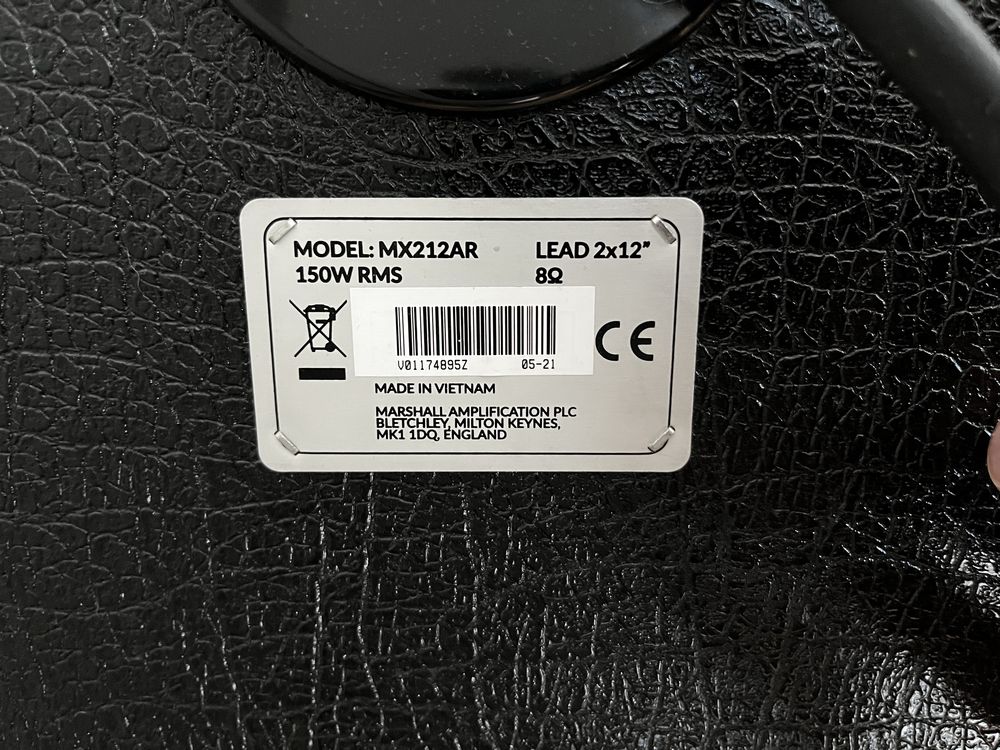 MODEL: MX212AR LEAD 2x12”
150W RMS 8Ω
CE
V01174895Z 05-21
MADE IN VIETNAM
MARSHALL AMPLIFICATION PLC
BLETCHLEY, MILTON KEYNES,
MK1 1DQ, ENGLAND